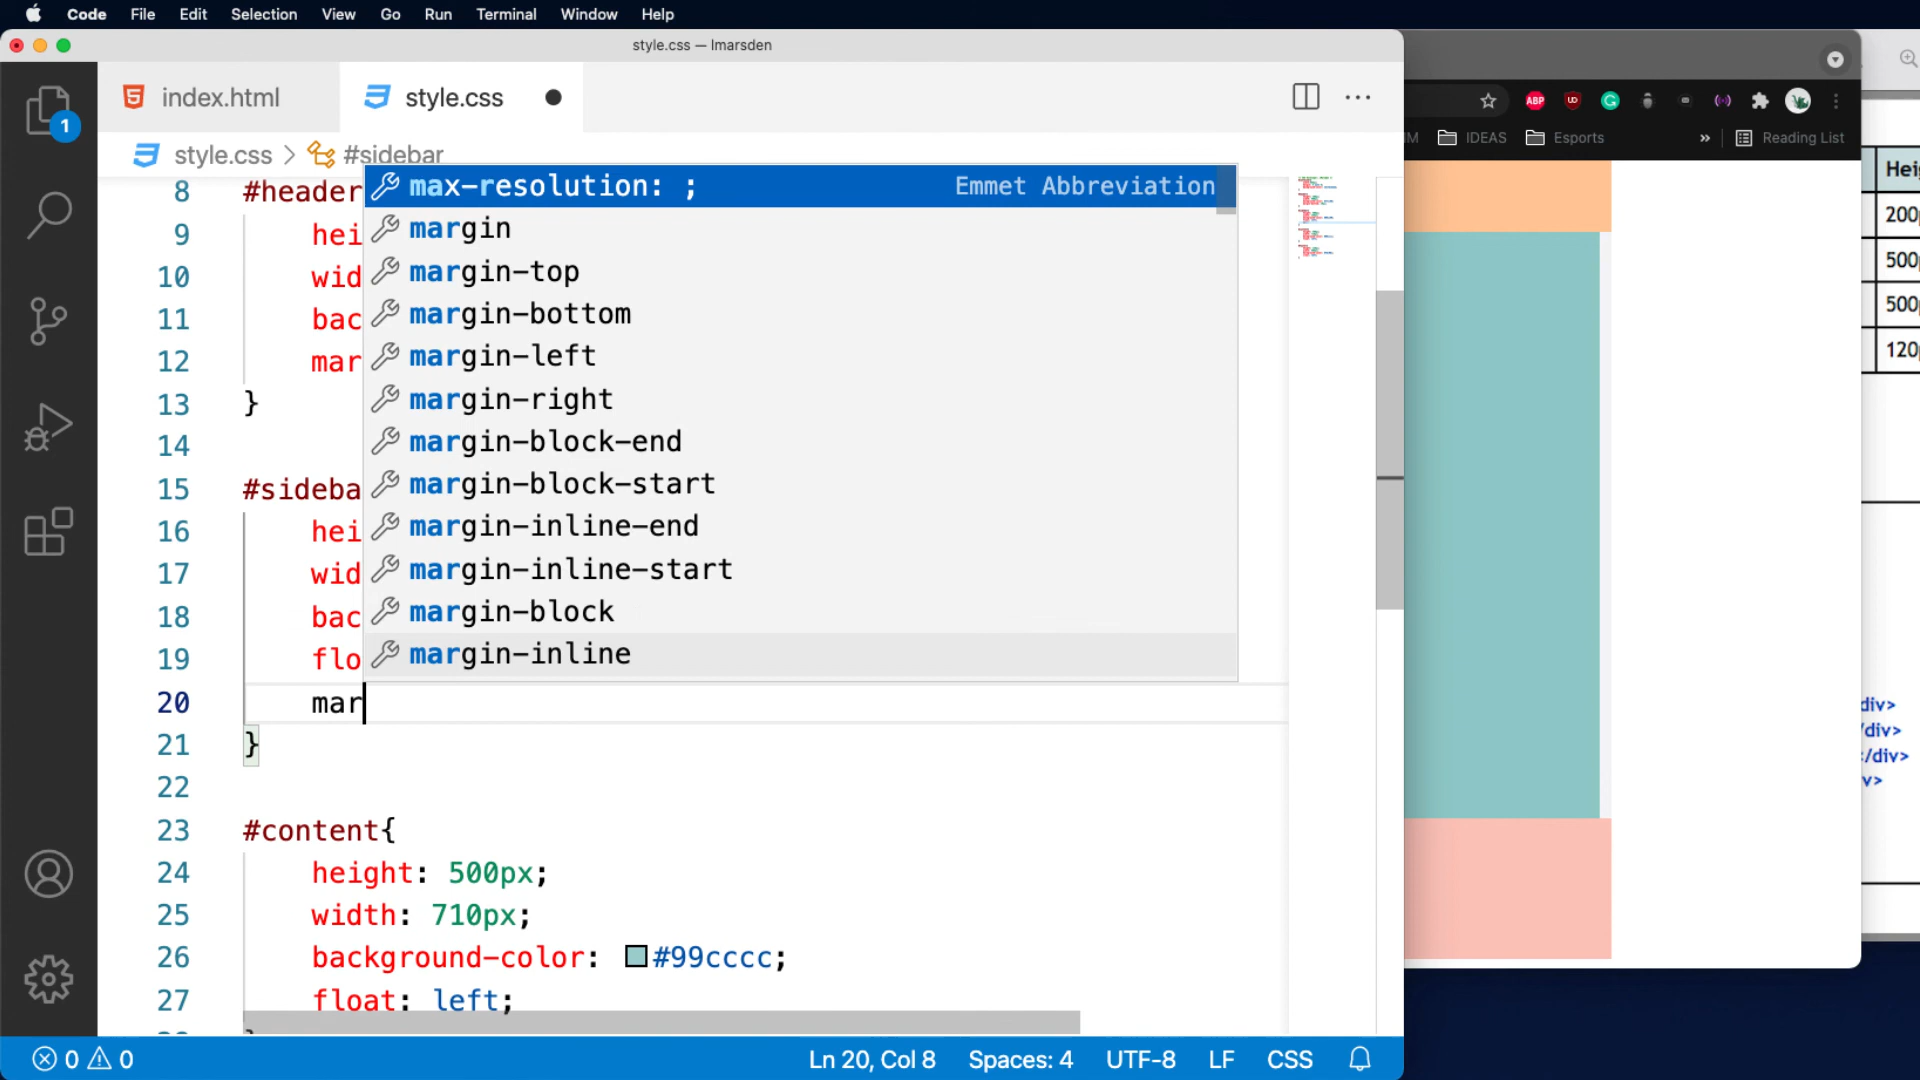 Code File Edit Selection View Go Run Terminal Window Help
style.css — lmarsden
index.html
style.css
1
style.css > #sidebar
IDEAS
Esports
»
Reading List
8 #header
9 hei
10 wid
11 bac
12 mar
13 }
14
15 #sideba
16 hei
17 wid
18 bac
19 flo
20 mar
21 }
22
23 #content{
24 height: 500px;
25 width: 710px;
26 background-color: #99cccc;
27 float: left;
max-resolution: ; Emmet Abbreviation
margin
margin-top
margin-bottom
margin-left
margin-right
margin-block-end
margin-block-start
margin-inline-end
margin-inline-start
margin-block
margin-inline
ABP
Hei
200
500
500
120
div>
/div>
</div>
v>
0 0
Ln 20, Col 8 Spaces: 4 UTF-8 LF CSS